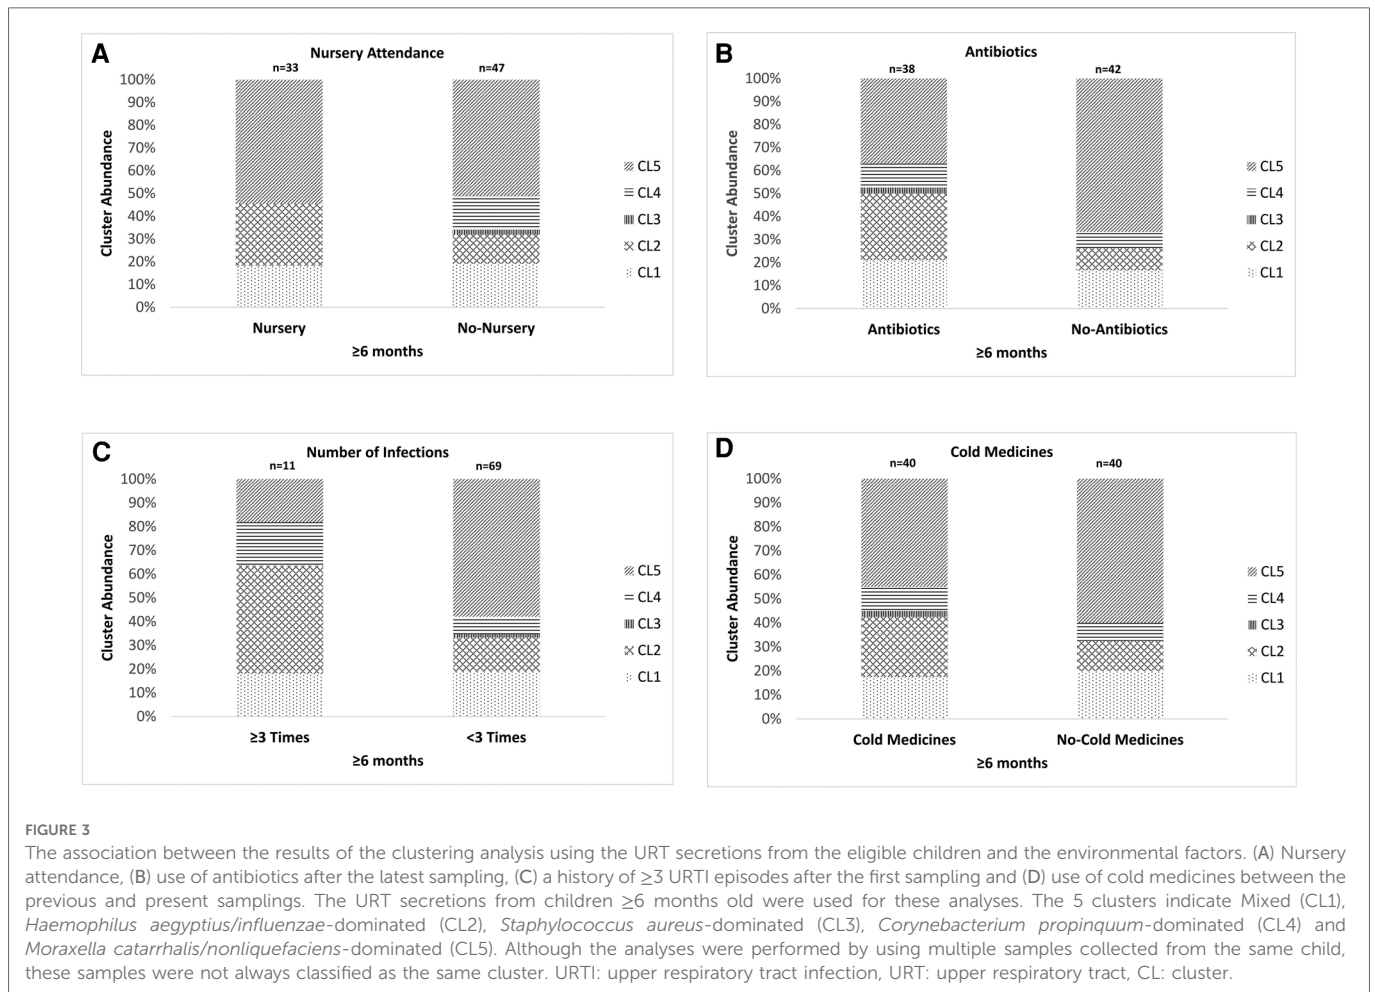 A
Nursery Attendance
n=33
n=47
100%
90%
80%
70%
60%
50%
40%
30%
20%
10%
0%
Cluster Abundance
CL5
CL4
CL3
CL2
CL1
Nursery
No-Nursery
≥6 months
B
Antibiotics
n=38
n=42
100%
90%
80%
70%
60%
50%
40%
30%
20%
10%
0%
Cluster Abundance
CL5
CL4
CL3
CL2
CL1
Antibiotics
No-Antibiotics
≥6 months
C
Number of Infections
n=11
n=69
100%
90%
80%
70%
60%
50%
40%
30%
20%
10%
0%
Cluster Abundance
CL5
CL4
CL3
CL2
CL1
≥3 Times
<3 Times
≥6 months
D
Cold Medicines
n=40
n=40
100%
90%
80%
70%
60%
50%
40%
30%
20%
10%
0%
Cluster Abundance
CL5
CL4
CL3
CL2
CL1
Cold Medicines
No-Cold Medicines
≥6 months
FIGURE 3
The association between the results of the clustering analysis using the URT secretions from the eligible children and the environmental factors. (A) Nursery
attendance, (B) use of antibiotics after the latest sampling, (C) a history of ≥3 URTI episodes after the first sampling and (D) use of cold medicines between the
previous and present samplings. The URT secretions from children ≥6 months old were used for these analyses. The 5 clusters indicate Mixed (CL1),
Haemophilus aegyptius/influenzae-dominated (CL2), Staphylococcus aureus-dominated (CL3), Corynebacterium propinquum-dominated (CL4) and
Moraxella catarrhalis/nonliquefaciens-dominated (CL5). Although the analyses were performed by using multiple samples collected from the same child,
these samples were not always classified as the same cluster. URTI: upper respiratory tract infection, URT: upper respiratory tract, CL: cluster.